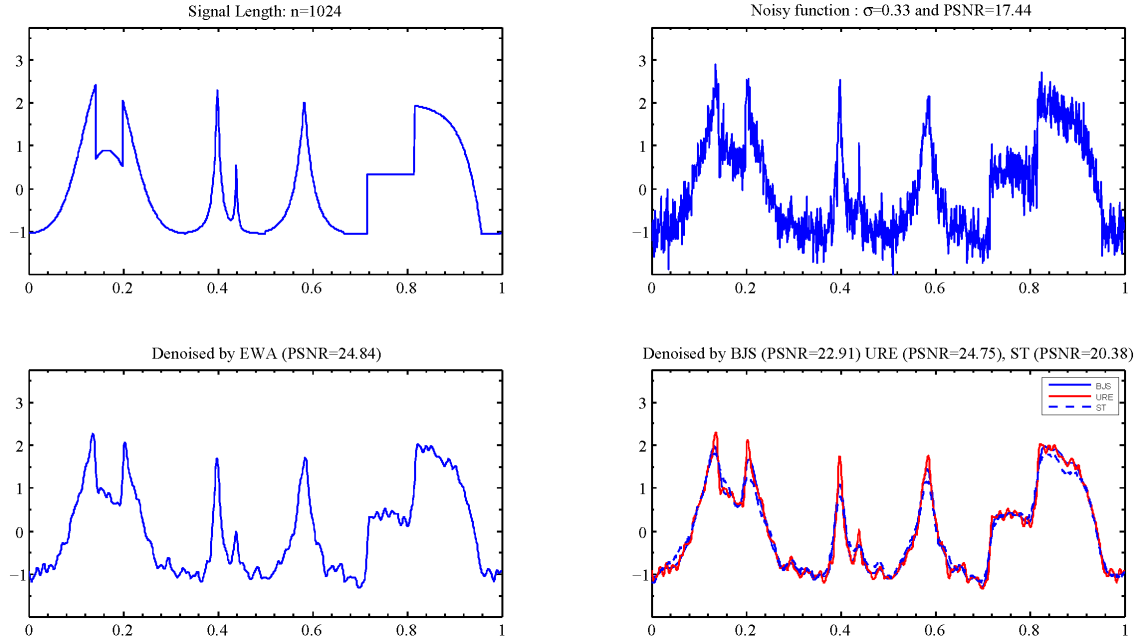 Signal Length: n=1024
3
2
1
0
−1
0 0.2 0.4 0.6 0.8 1
Noisy function : σ=0.33 and PSNR=17.44
3
2
1
0
−1
0 0.2 0.4 0.6 0.8 1
Denoised by EWA (PSNR=24.84)
3
2
1
0
−1
0 0.2 0.4 0.6 0.8 1
Denoised by BJS (PSNR=22.91) URE (PSNR=24.75), ST (PSNR=20.38)
BJS
URE
ST
3
2
1
0
−1
0 0.2 0.4 0.6 0.8 1